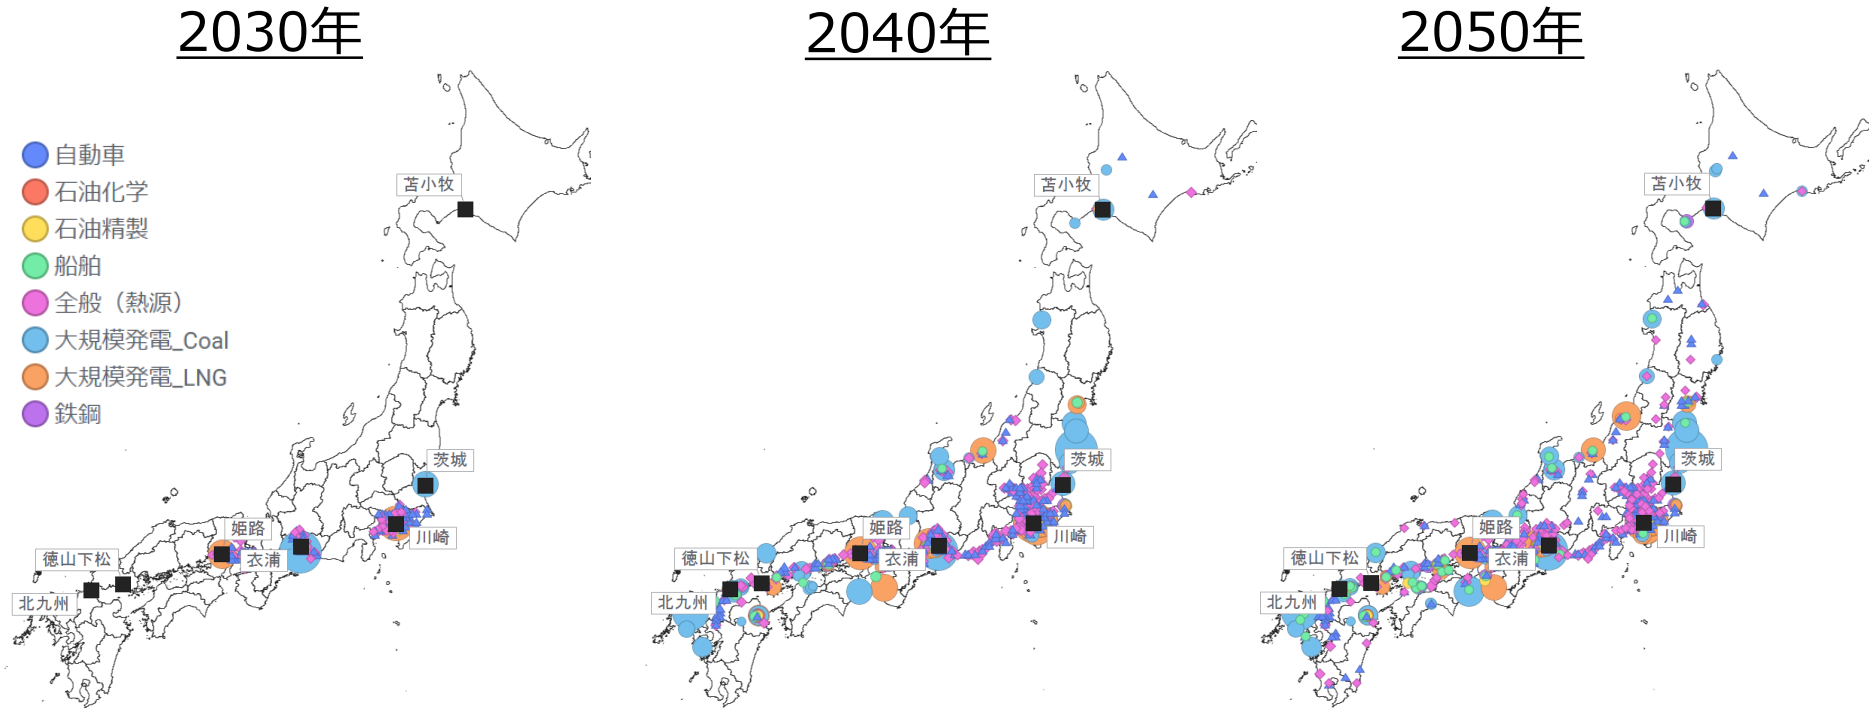 2030年
2040年
2050年
自動車
石油化学
石油精製
船舶
全般（熱源）
大規模発電_Coal
大規模発電_LNG
鉄鋼
苫小牧
茨城
川崎
姫路
衣浦
徳山下松
北九州
苫小牧
茨城
川崎
姫路
衣浦
徳山下松
北九州
苫小牧
茨城
川崎
姫路
衣浦
徳山下松
北九州